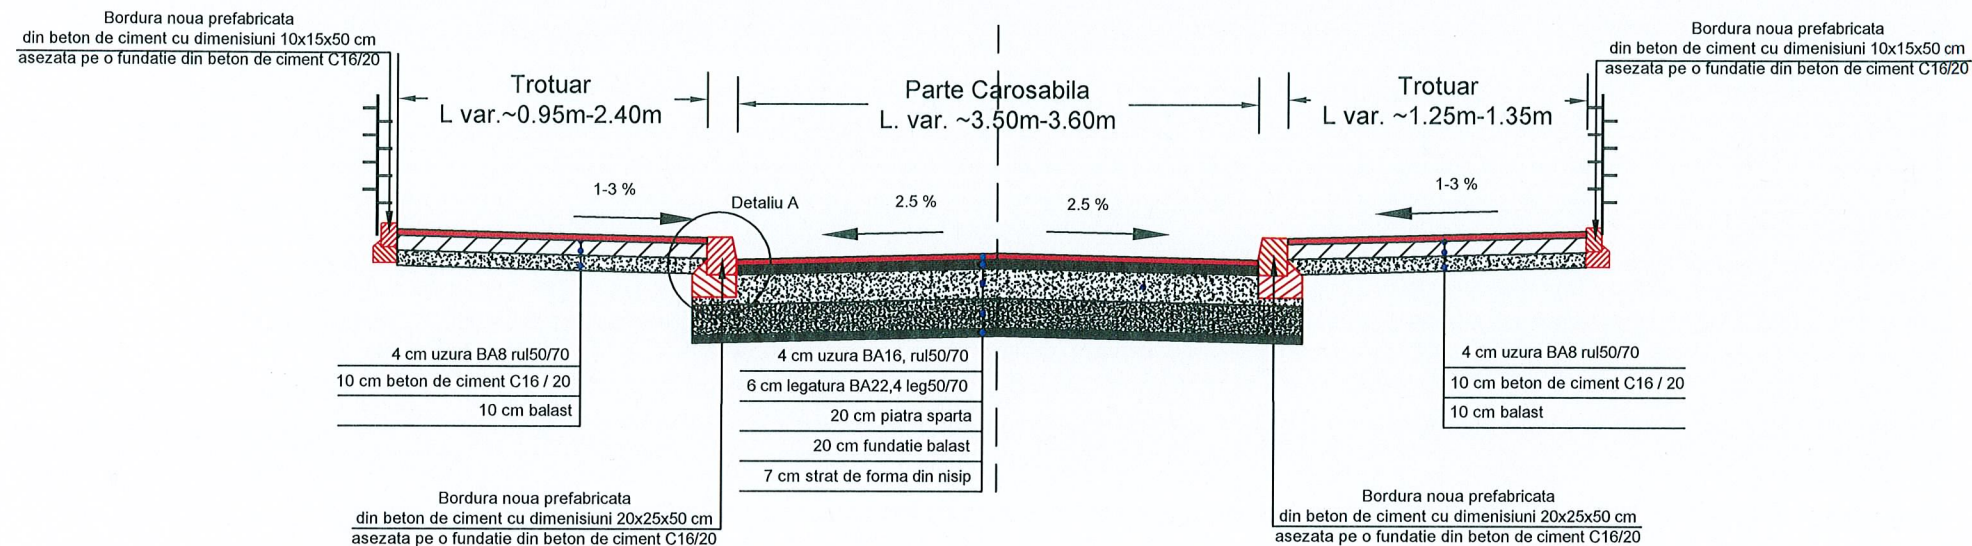 Bordura noua prefabricata
din beton de ciment cu dimenisiuni 10x15x50 cm
asezata pe o fundatie din beton de ciment C16/20
Bordura noua prefabricata
din beton de ciment cu dimenisiuni 10x15x50 cm
asezata pe o fundatie din beton de ciment C16/20
Trotuar
L var.~0.95m-2.40m
Parte Carosabila
L. var. ~3.50m-3.60m
Trotuar
L var. ~1.25m-1.35m
1-3 %
Detaliu A
2.5 %
2.5 %
1-3 %
4 cm uzura BA8 rul50/70
10 cm beton de ciment C16 / 20
10 cm balast
4 cm uzura BA16, rul50/70
6 cm legatura BA22,4 leg50/70
20 cm piatra sparta
20 cm fundatie balast
7 cm strat de forma din nisip
4 cm uzura BA8 rul50/70
10 cm beton de ciment C16 / 20
10 cm balast
Bordura noua prefabricata
din beton de ciment cu dimenisiuni 20x25x50 cm
asezata pe o fundatie din beton de ciment C16/20
Bordura noua prefabricata
din beton de ciment cu dimenisiuni 20x25x50 cm
asezata pe o fundatie din beton de ciment C16/20